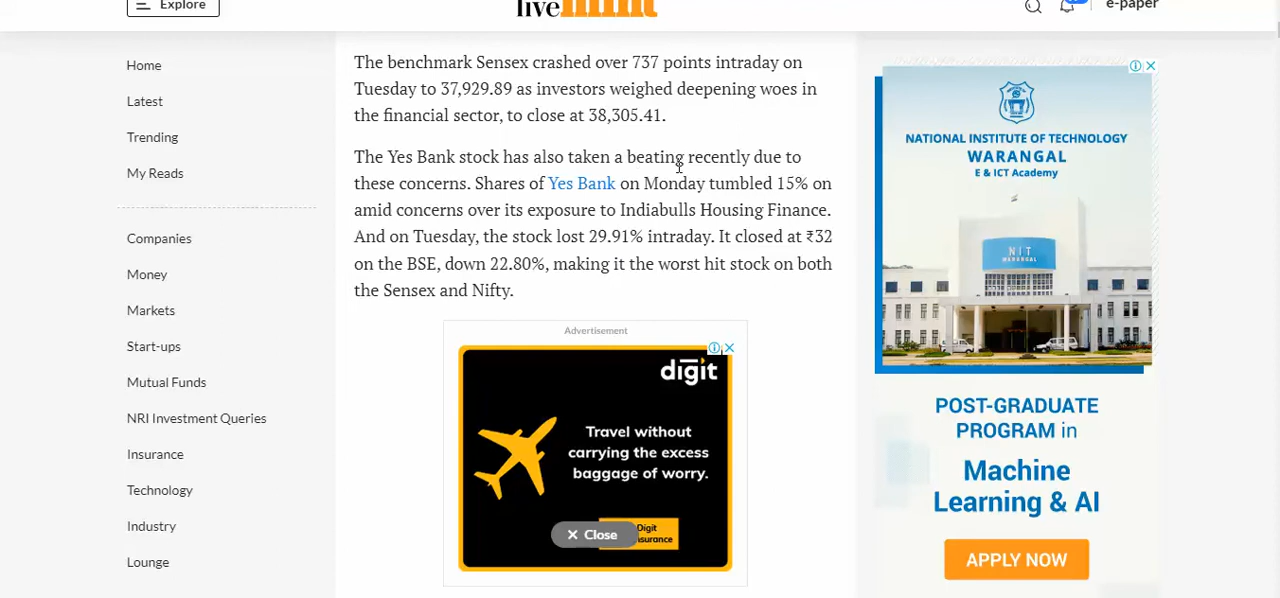 Explore
live mint
e-paper
Home
Latest
Trending
My Reads
Companies
Money
Markets
Start-ups
Mutual Funds
NRI Investment Queries
Insurance
Technology
Industry
Lounge
The benchmark Sensex crashed over 737 points intraday on
Tuesday to 37,929.89 as investors weighed deepening woes in
the financial sector, to close at 38,305.41.
The Yes Bank stock has also taken a beating recently due to
these concerns. Shares of Yes Bank on Monday tumbled 15% on
amid concerns over its exposure to Indiabulls Housing Finance.
And on Tuesday, the stock lost 29.91% intraday. It closed at ₹32
on the BSE, down 22.80%, making it the worst hit stock on both
the Sensex and Nifty.
Advertisement
digit
Travel without
carrying the excess
baggage of worry.
Close
Digit
NATIONAL INSTITUTE OF TECHNOLOGY
WARANGAL
E & ICT Academy
NIT
WARANGAL
POST-GRADUATE
PROGRAM in
Machine
Learning & AI
APPLY NOW